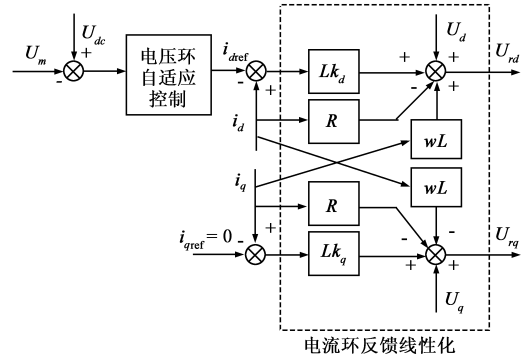 U_d
U_dc
U_m
+
-
电压环
自适应
控制
i_dref
-
+
Lk_d
+
+
+
U_rd
-
i_d
R
wL
i_q
wL
R
i_qref = 0
-
+
Lk_q
-
-
+
+
U_rq
U_q
电流环反馈线性化